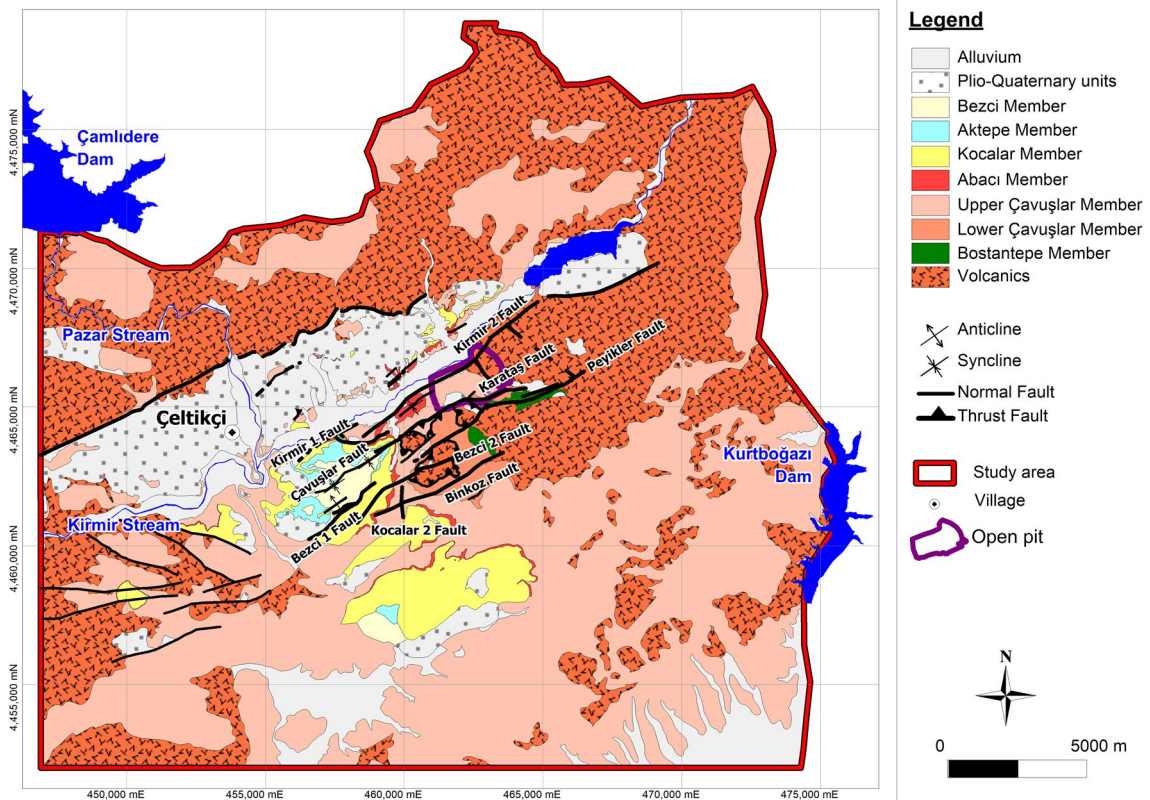 Çamlıdere
Dam
Pazar Stream
Çeltikçi
Kirmir Stream
Kirmir 2 Fault
Karataş Fault
Peyikler Fault
Kirmir 1 Fault
Çavuşlar Fault
Bezci 2 Fault
Binkoz Fault
Bezci 1 Fault
Kocalar 2 Fault
Kurtboğazı
Dam
4,475,000 mN
4,470,000 mN
4,465,000 mN
4,460,000 mN
4,455,000 mN
450,000 mE
455,000 mE
460,000 mE
465,000 mE
470,000 mE
475,000 mE
Legend
Alluvium
Plio-Quaternary units
Bezci Member
Aktepe Member
Kocalar Member
Abacı Member
Upper Çavuşlar Member
Lower Çavuşlar Member
Bostantepe Member
Volcanics
Anticline
Syncline
Normal Fault
Thrust Fault
Study area
Village
Open pit
N
0 5000 m